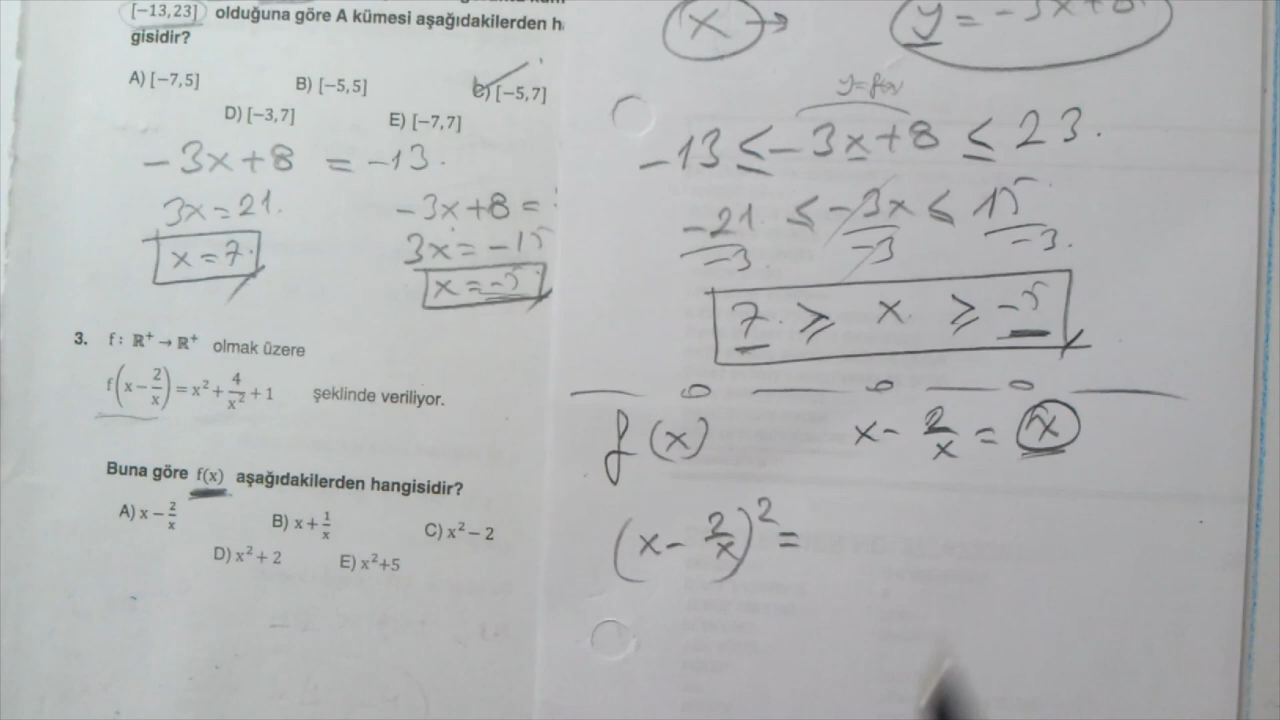 [−13,23] olduğuna göre A kümesi aşağıdakilerden
gisidir?
A) [−7,5] B) [−5,5] C) [−5,7]
D) [−3,7] E) [−7,7]
−3x+8 = −13.
3x=21.
x=7.
−3x+8=
3x=−15
x=−5
3. f: R⁺→R⁺ olmak üzere
f(x−2/x)=x²+4/x²+1 şeklinde veriliyor.
Buna göre f(x) aşağıdakilerden hangisidir?
A) x−2/x B) x+1/x C) x²−2
D) x²+2 E) x²+5
x → y=−3x+8.
y=f(x)
−13≤−3x+8≤23.
−21/−3 ≤ −3x/−3 ≤ 15/−3.
7 ≥ x ≥ −5
f(x) x−2/x=x
(x−2/x)²=